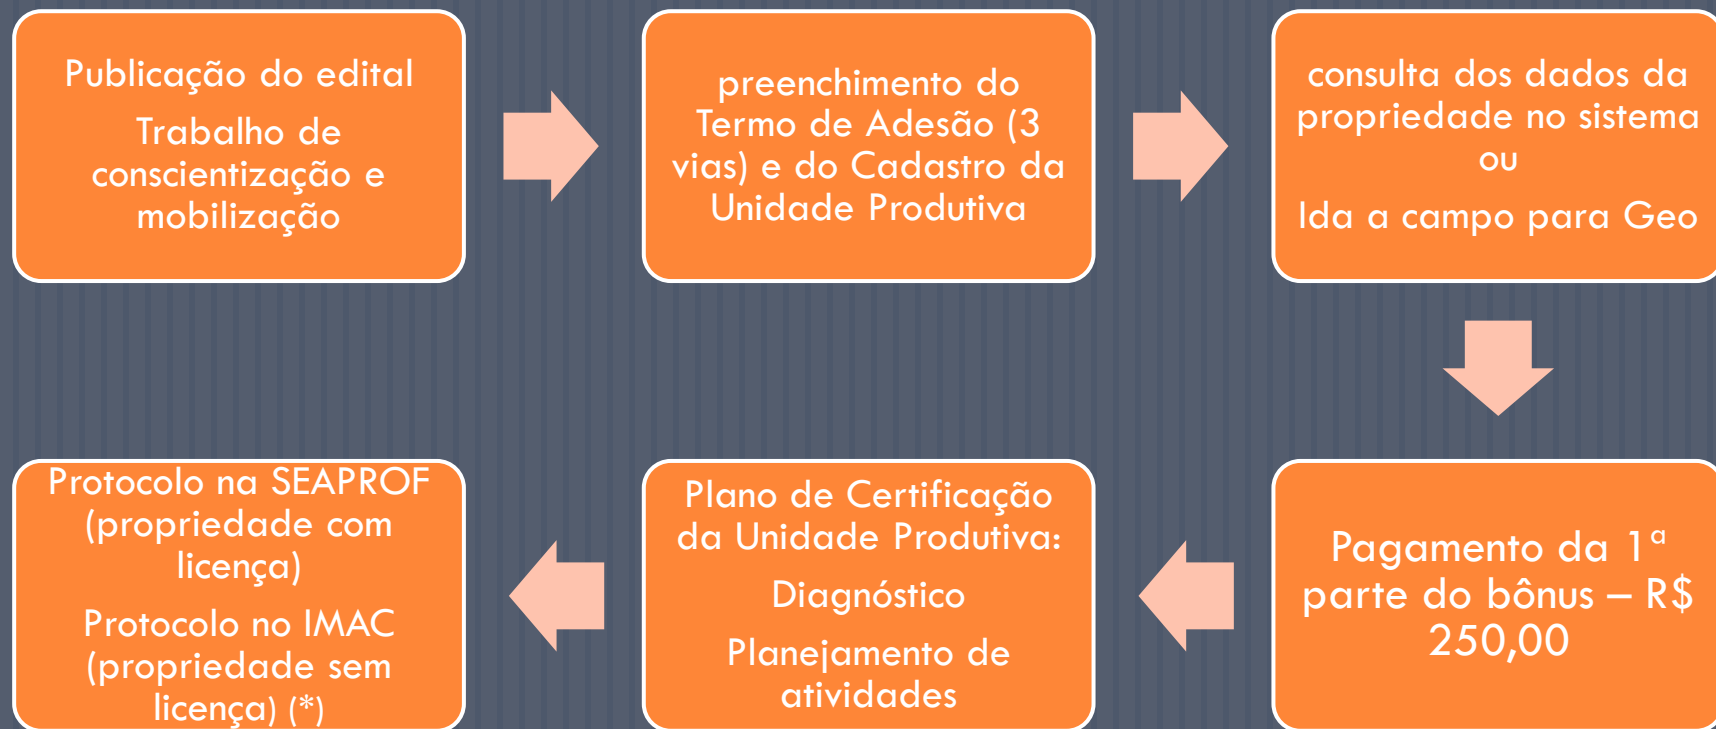 Publicação do edital
Trabalho de
conscientização e
mobilização
preenchimento do
Termo de Adesão (3
vias) e do Cadastro da
Unidade Produtiva
consulta dos dados da
propriedade no sistema
ou
Ida a campo para Geo
Pagamento da 1ª
parte do bônus – R$
250,00
Plano de Certificação
da Unidade Produtiva:
Diagnóstico
Planejamento de
atividades
Protocolo na SEAPROF
(propriedade com
licença)
Protocolo no IMAC
(propriedade sem
licença) (*)